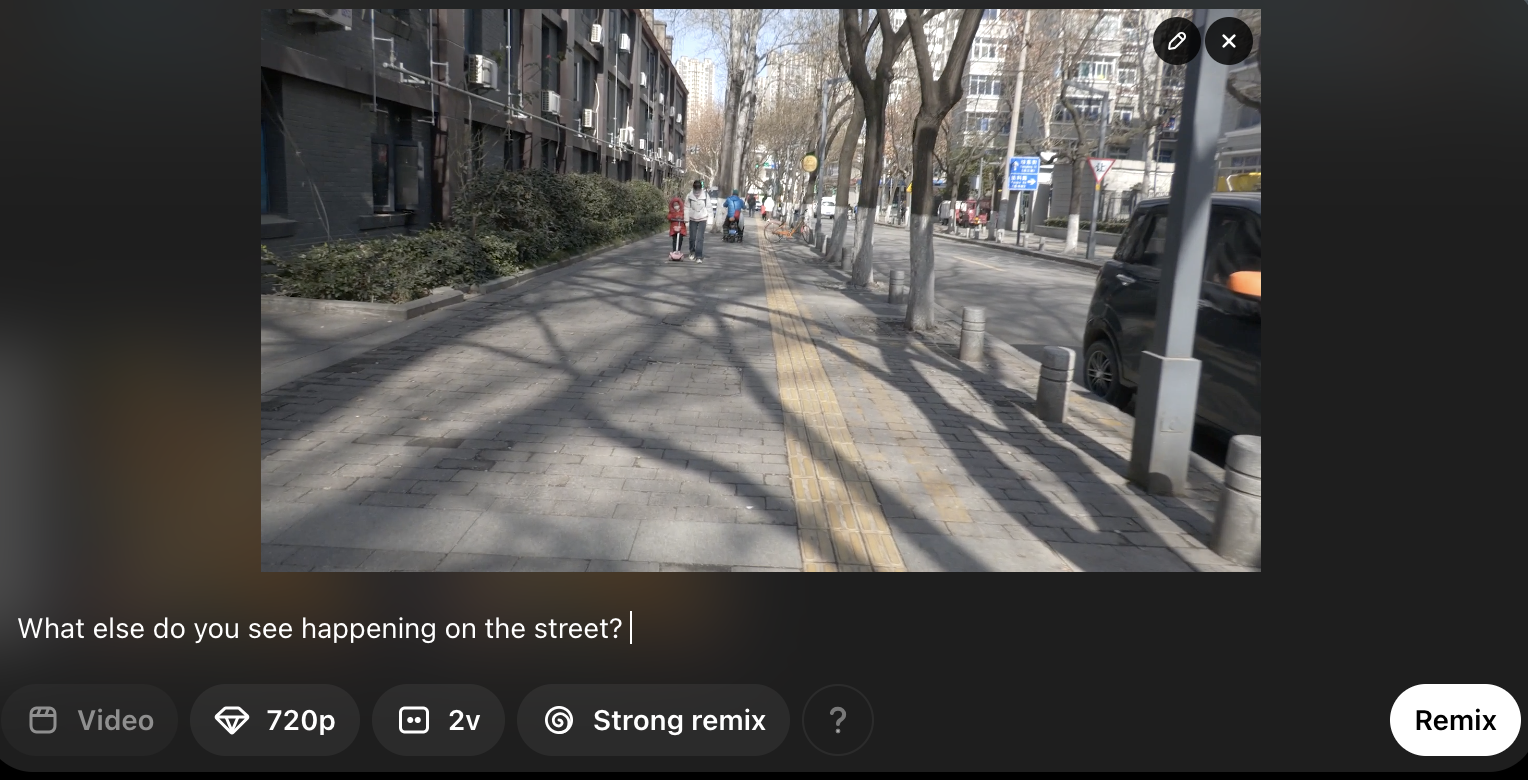 What else do you see happening on the street?
Video
720p
2v
Strong remix
?
Remix